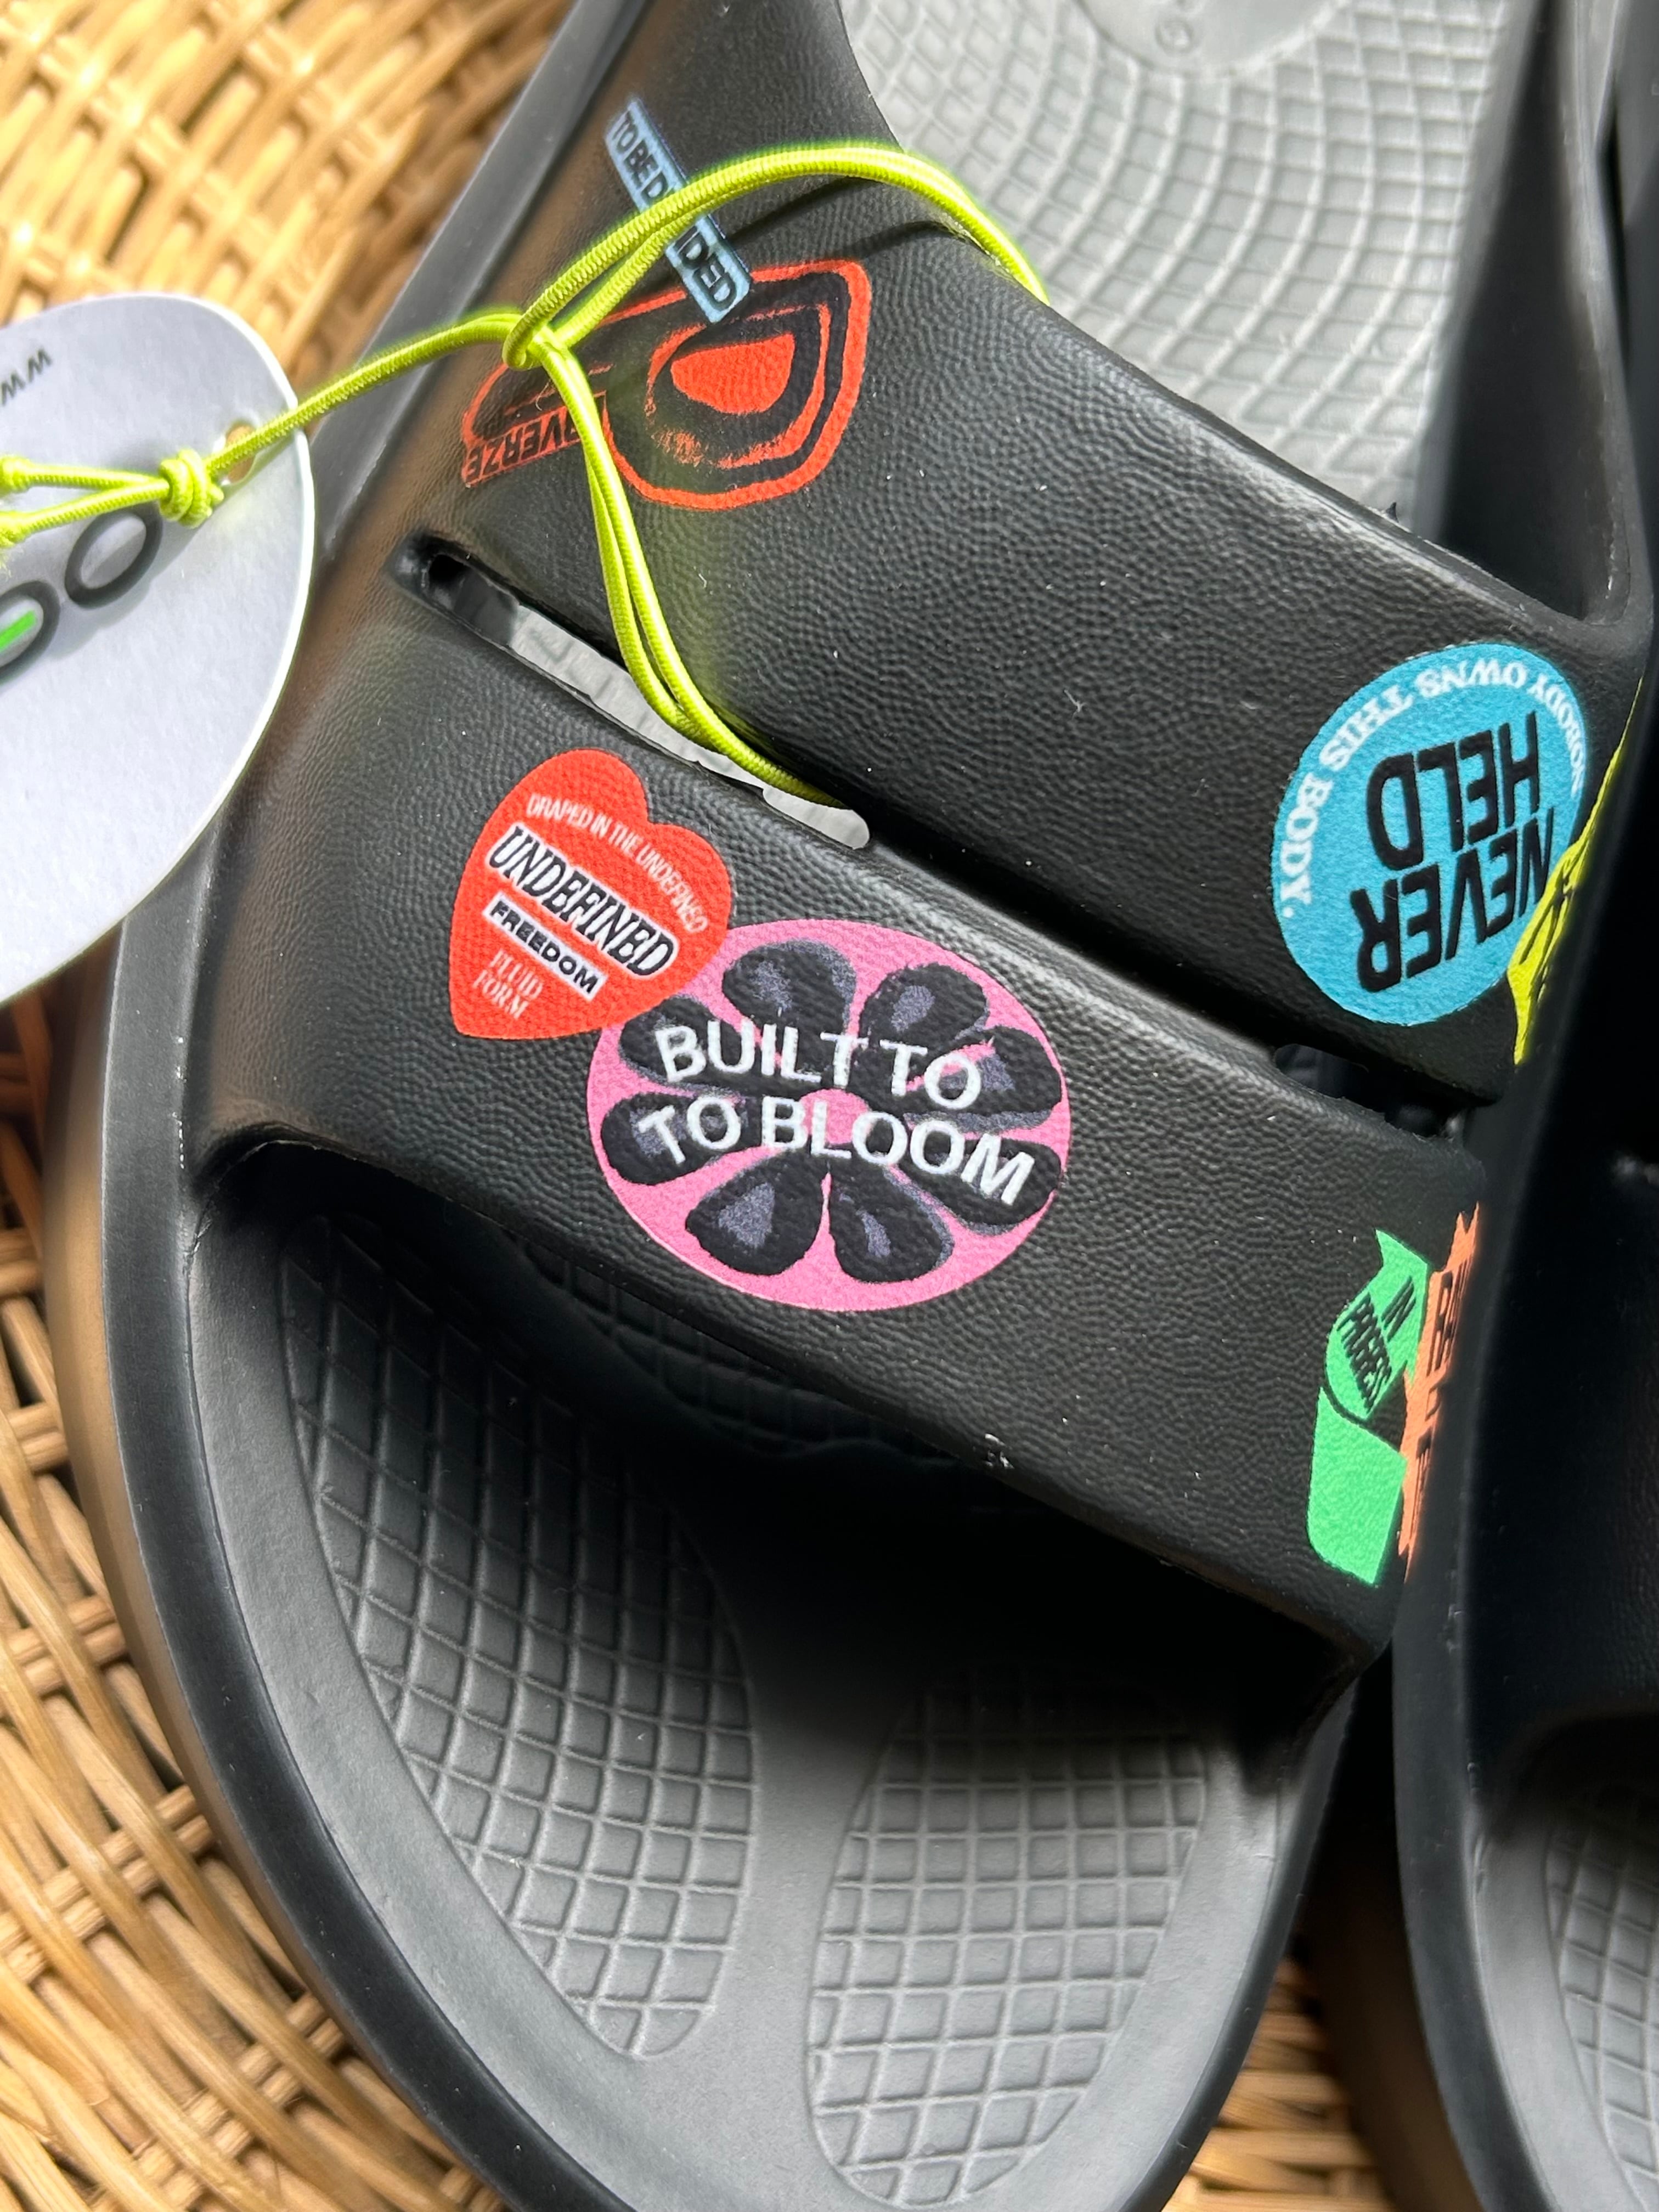 DRAPED IN THE UNDEFINED
UNDEFINED
FREEDOM
FLUID
FORM
BUILT TO
TO BLOOM
NOBODY OWNS THIS BODY.
NEVER
HELD
IN
PROGRESS
TO BE